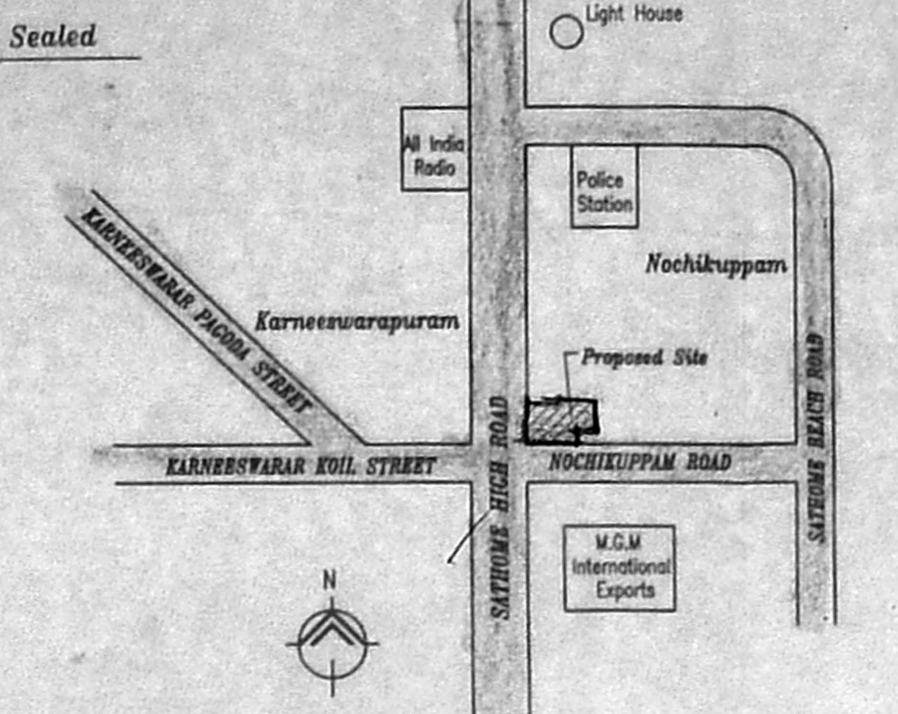 Light House
Sealed
All India
Radio
Police
Station
KARNEESWARAR PAGODA STREET
Nochikuppam
Karneeswarapuram
Proposed Site
KARNEESWARAR KOIL STREET
SATHOME HIGH ROAD
NOCHIKUPPAM ROAD
SATHOME BEACH ROAD
M.G.M
International
Exports
N